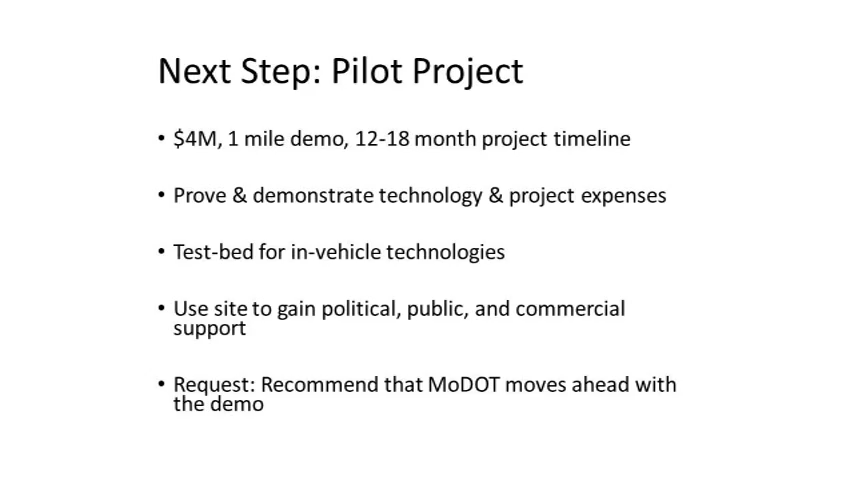 Next Step: Pilot Project
• $4M, 1 mile demo, 12-18 month project timeline
• Prove & demonstrate technology & project expenses
• Test-bed for in-vehicle technologies
• Use site to gain political, public, and commercial
support
• Request: Recommend that MoDOT moves ahead with
the demo